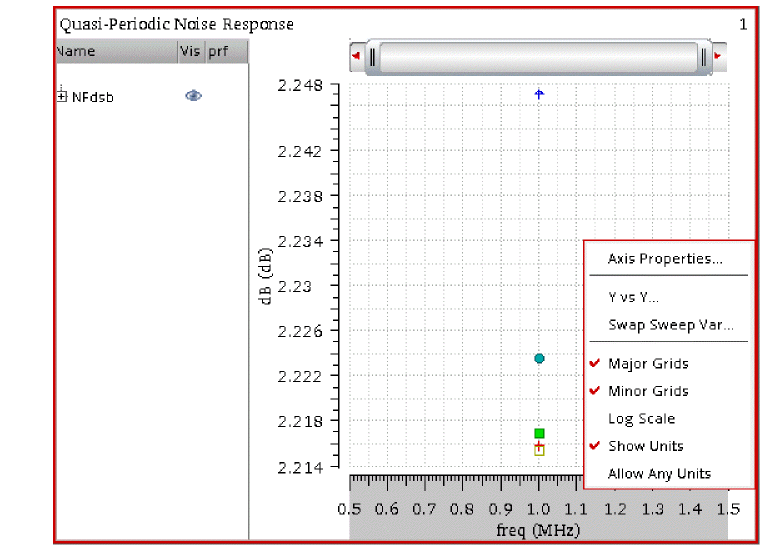 Quasi-Periodic Noise Response 1
Name Vis prf
NFdsb
2.248
2.242
2.238
2.234
2.23
2.226
2.222
2.218
2.214
dB (dB)
0.5 0.6 0.7 0.8 0.9 1.0 1.1 1.2 1.3 1.4 1.5
freq (MHz)
Axis Properties...
Y vs Y...
Swap Sweep Var...
Major Grids
Minor Grids
Log Scale
Show Units
Allow Any Units